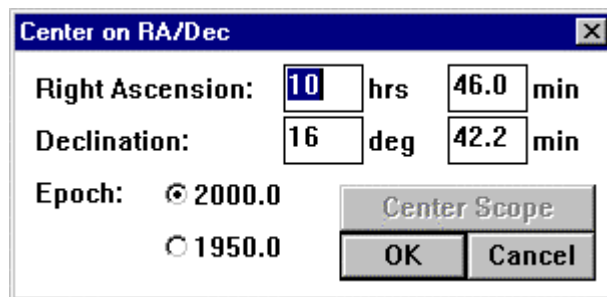 Center on RA/Dec
Right Ascension: 10 hrs 46.0 min
Declination: 16 deg 42.2 min
Epoch: 2000.0
Center Scope
1950.0
OK Cancel